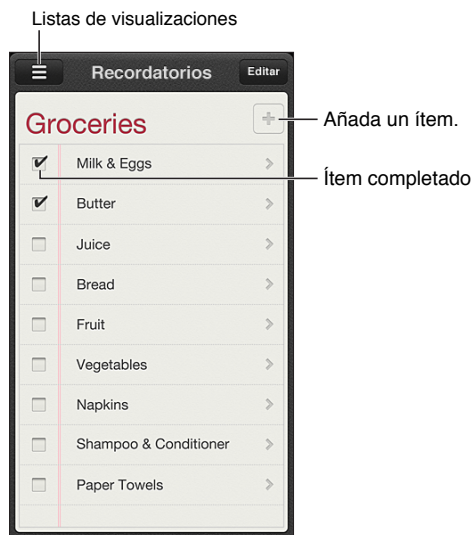 Listas de visualizaciones
Recordatorios
Editar
Groceries
Añada un ítem.
Milk & Eggs
Ítem completado
Butter
Juice
Bread
Fruit
Vegetables
Napkins
Shampoo & Conditioner
Paper Towels